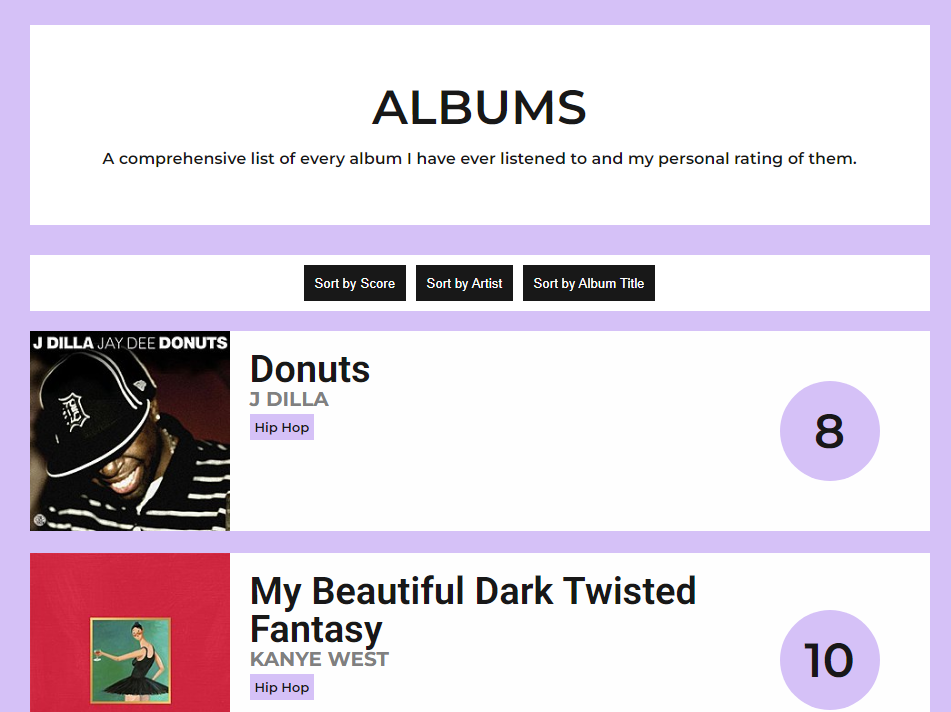 ALBUMS
A comprehensive list of every album I have ever listened to and my personal rating of them.
Sort by Score
Sort by Artist
Sort by Album Title
J DILLA JAY DEE DONUTS
Donuts
J DILLA
Hip Hop
8
My Beautiful Dark Twisted
Fantasy
KANYE WEST
Hip Hop
10